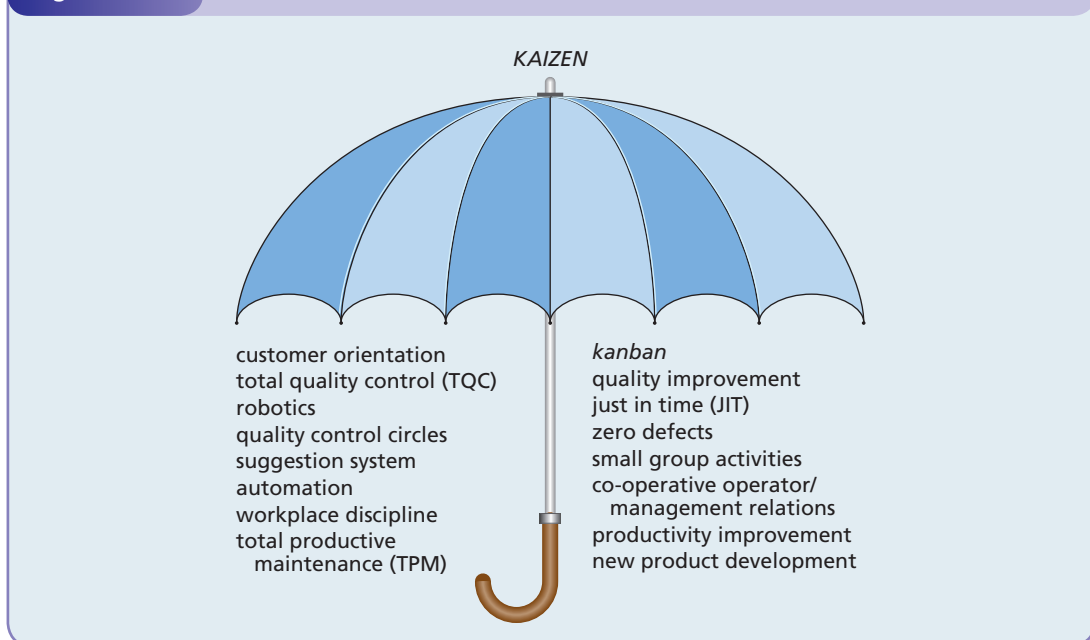 KAIZEN
customer orientation
total quality control (TQC)
robotics
quality control circles
suggestion system
automation
workplace discipline
total productive
maintenance (TPM)
kanban
quality improvement
just in time (JIT)
zero defects
small group activities
co-operative operator/
management relations
productivity improvement
new product development